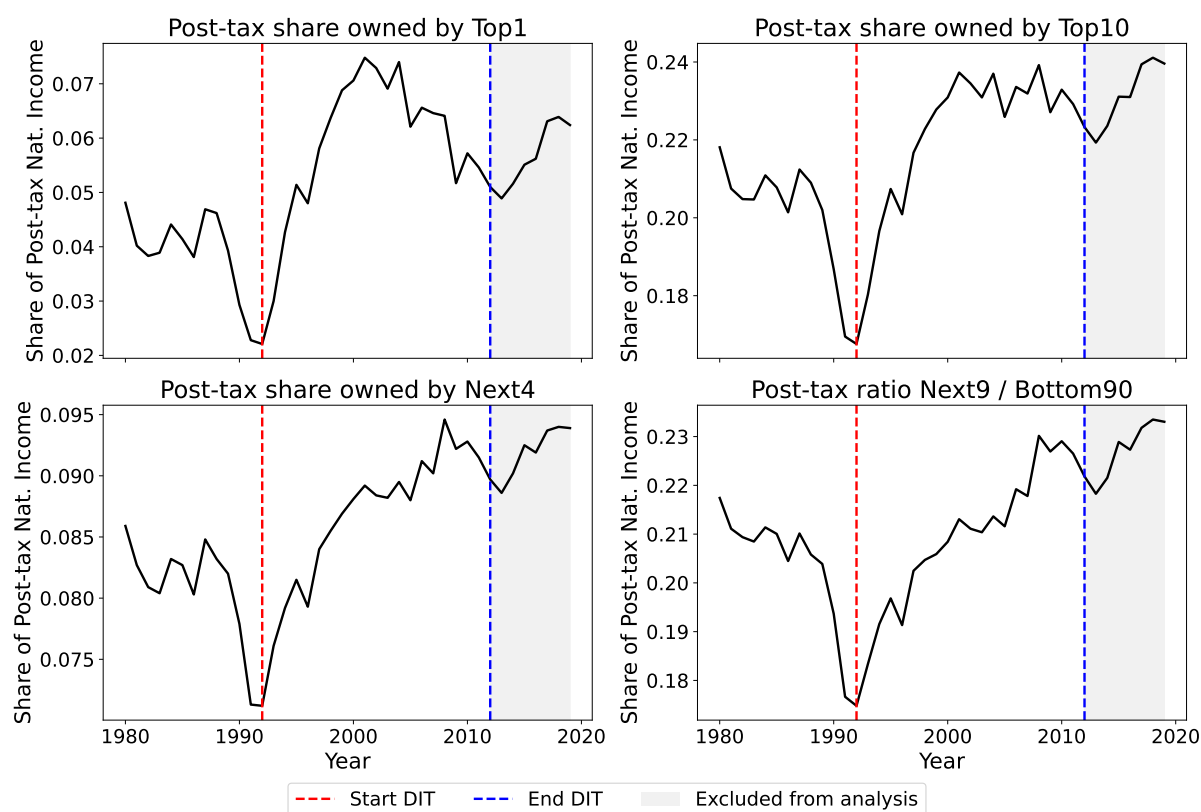 Post-tax share owned by Top1
Share of Post-tax Nat. Income
0.07
0.06
0.05
0.04
0.03
0.02
Post-tax share owned by Top10
Share of Post-tax Nat. Income
0.24
0.22
0.20
0.18
Post-tax share owned by Next4
Share of Post-tax Nat. Income
0.095
0.090
0.085
0.080
0.075
1980 1990 2000 2010 2020
Year
Post-tax ratio Next9 / Bottom90
Share of Post-tax Nat. Income
0.23
0.22
0.21
0.20
0.19
0.18
1980 1990 2000 2010 2020
Year
Start DIT End DIT Excluded from analysis